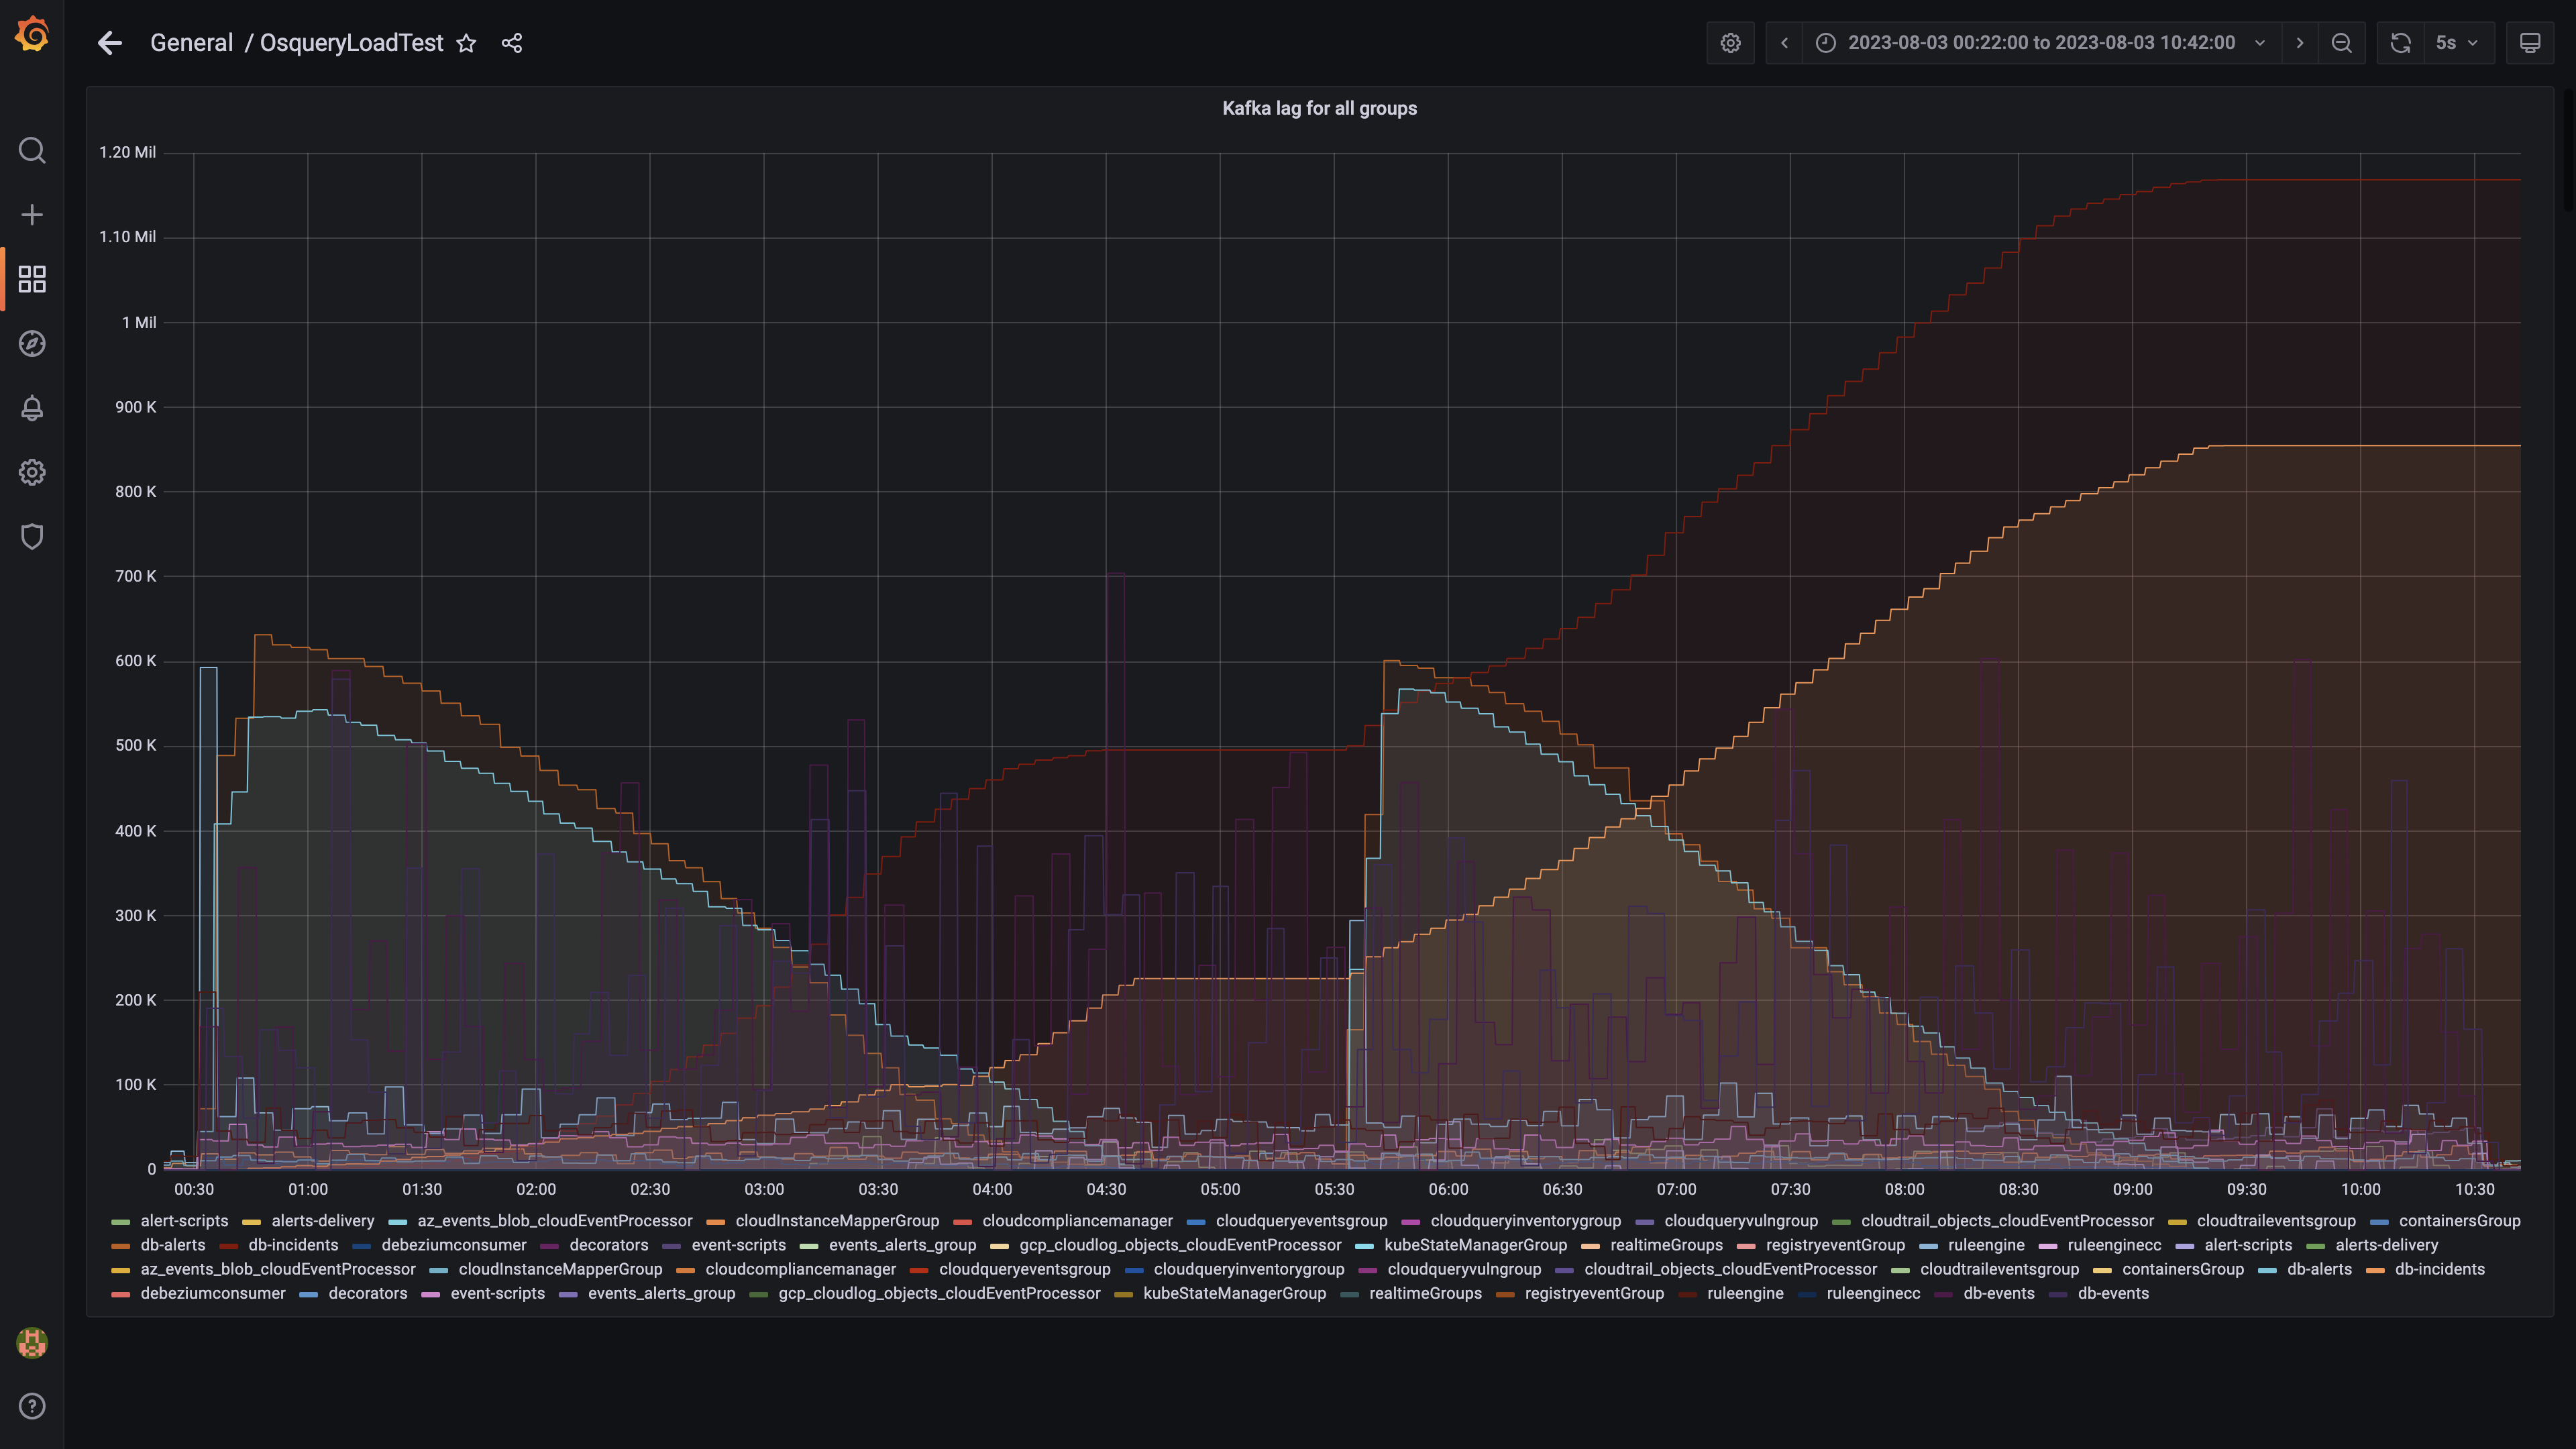 General / OsqueryLoadTest
2023-08-03 00:22:00 to 2023-08-03 10:42:00
5s
Kafka lag for all groups
1.20 Mil
1.10 Mil
1 Mil
900 K
800 K
700 K
600 K
500 K
400 K
300 K
200 K
100 K
0
00:30 01:00 01:30 02:00 02:30 03:00 03:30 04:00 04:30 05:00 05:30 06:00 06:30 07:00 07:30 08:00 08:30 09:00 09:30 10:00 10:30
alert-scripts alerts-delivery az_events_blob_cloudEventProcessor cloudInstanceMapperGroup cloudcompliancemanager cloudqueryeventsgroup cloudqueryinventorygroup cloudqueryvulngroup cloudtrail_objects_cloudEventProcessor cloudtraileventsgroup containersGroup
db-alerts db-incidents debeziumconsumer decorators event-scripts events_alerts_group gcp_cloudlog_objects_cloudEventProcessor kubeStateManagerGroup realtimeGroups registryeventGroup ruleengine ruleenginecc alert-scripts alerts-delivery
az_events_blob_cloudEventProcessor cloudInstanceMapperGroup cloudcompliancemanager cloudqueryeventsgroup cloudqueryinventorygroup cloudqueryvulngroup cloudtrail_objects_cloudEventProcessor cloudtraileventsgroup containersGroup db-alerts db-incidents
debeziumconsumer decorators event-scripts events_alerts_group gcp_cloudlog_objects_cloudEventProcessor kubeStateManagerGroup realtimeGroups registryeventGroup ruleengine ruleenginecc db-events db-events